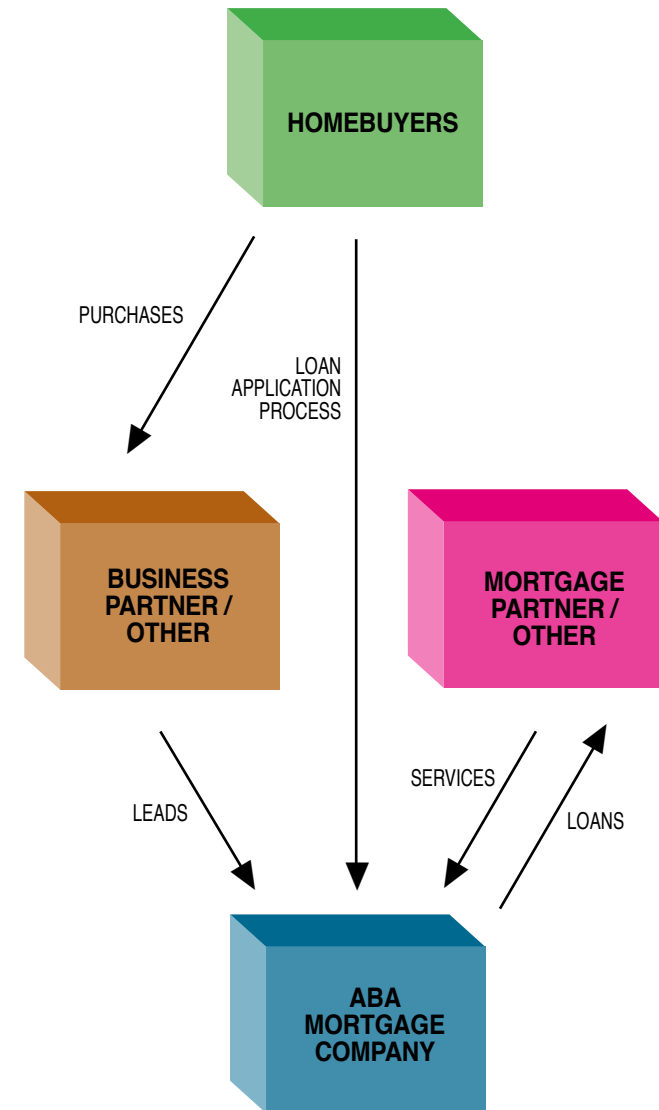 HOMEBUYERS
PURCHASES
LOAN
APPLICATION
PROCESS
BUSINESS
PARTNER /
OTHER
MORTGAGE
PARTNER /
OTHER
SERVICES
LEADS
LOANS
ABA
MORTGAGE
COMPANY